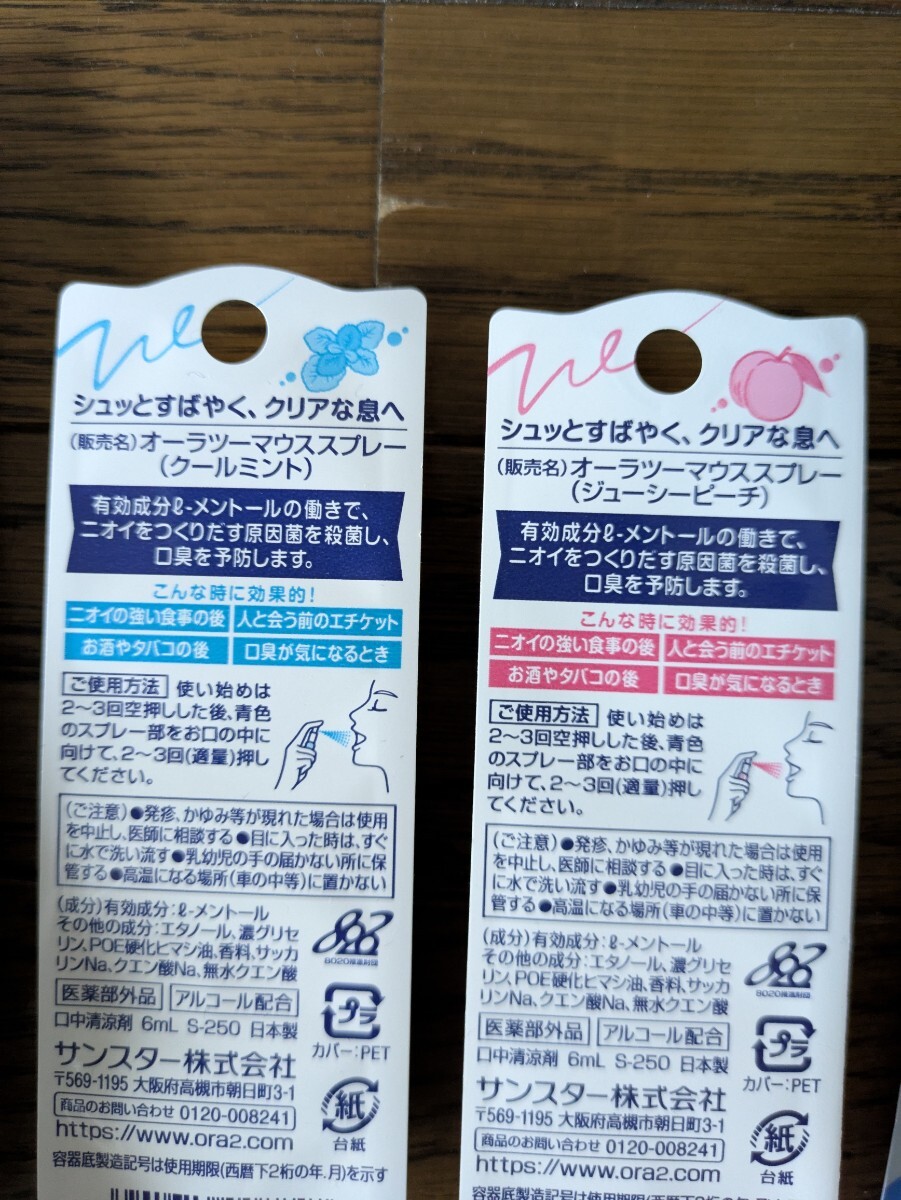 シュッとすばやく、クリアな息へ
(販売名)オーラツーマウススプレー
(クールミント)
有効成分ℓ-メントールの働きで、
ニオイをつくりだす原因菌を殺菌し、
口臭を予防します。
こんな時に効果的!
ニオイの強い食事の後 人と会う前のエチケット
お酒やタバコの後 口臭が気になるとき
ご使用方法 使い始めは
2〜3回空押しした後、青色
のスプレー部をお口の中に
向けて、2〜3回(適量)押し
てください。
(ご注意)●発疹、かゆみ等が現れた場合は使用
を中止し、医師に相談する●目に入った時は、すぐ
に水で洗い流す●乳幼児の手の届かない所に保
管する●高温になる場所(車の中等)に置かない
(成分)有効成分:ℓ-メントール
その他の成分:エタノール、濃グリセ
リン、POE硬化ヒマシ油、香料、サッカ
リンNa、クエン酸Na、無水クエン酸
8020推進財団
医薬部外品 アルコール配合
口中清涼剤 6mL S-250 日本製
プラ
カバー:PET
サンスター株式会社
〒569-1195 大阪府高槻市朝日町3-1
商品のお問い合わせ 0120-008241
https://www.ora2.com
紙
台紙
容器底製造記号は使用期限(西暦下2桁の年、月)を示す
シュッとすばやく、クリアな息へ
(販売名)オーラツーマウススプレー
(ジューシーピーチ)
有効成分ℓ-メントールの働きで、
ニオイをつくりだす原因菌を殺菌し、
口臭を予防します。
こんな時に効果的!
ニオイの強い食事の後 人と会う前のエチケット
お酒やタバコの後 口臭が気になるとき
ご使用方法 使い始めは
2〜3回空押しした後、青色
のスプレー部をお口の中に
向けて、2〜3回(適量)押し
てください。
(ご注意)●発疹、かゆみ等が現れた場合は使用
を中止し、医師に相談する●目に入った時は、すぐ
に水で洗い流す●乳幼児の手の届かない所に保
管する●高温になる場所(車の中等)に置かない
(成分)有効成分:ℓ-メントール
その他の成分:エタノール、濃グリセ
リン、POE硬化ヒマシ油、香料、サッカ
リンNa、クエン酸Na、無水クエン酸
8020推進財団
医薬部外品 アルコール配合
口中清涼剤 6mL S-250 日本製
プラ
カバー:PET
サンスター株式会社
〒569-1195 大阪府高槻市朝日町3-1
商品のお問い合わせ 0120-008241
https://www.ora2.com
紙
台紙
容器底製造記号は使用期限(西暦下2桁の年、月)を示す